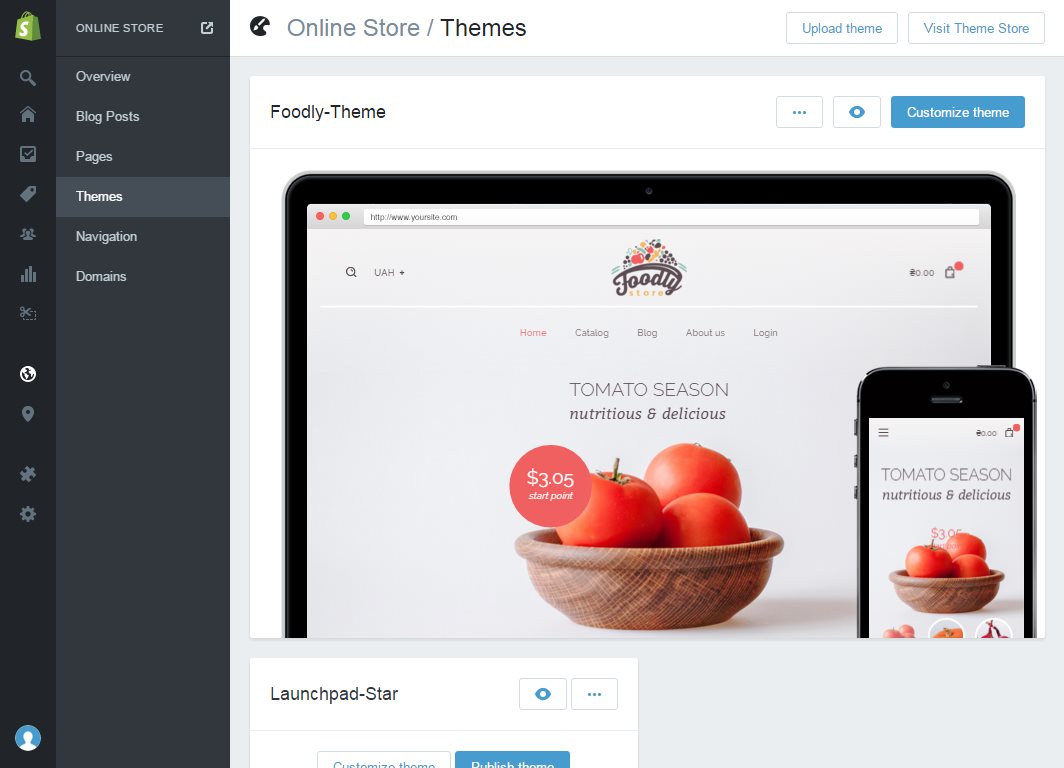 ONLINE STORE
Overview
Blog Posts
Pages
Themes
Navigation
Domains
Online Store / Themes
Upload theme
Visit Theme Store
Foodly-Theme
Customize theme
http://www.yoursite.com
UAH +
Foodly
store
₴0.00
Home Catalog Blog About us Login
TOMATO SEASON
nutritious & delicious
$3.05
start point
₴0.00
TOMATO SEASON
nutritious & delicious
$3.05
Launchpad-Star
Customize theme
Publish theme